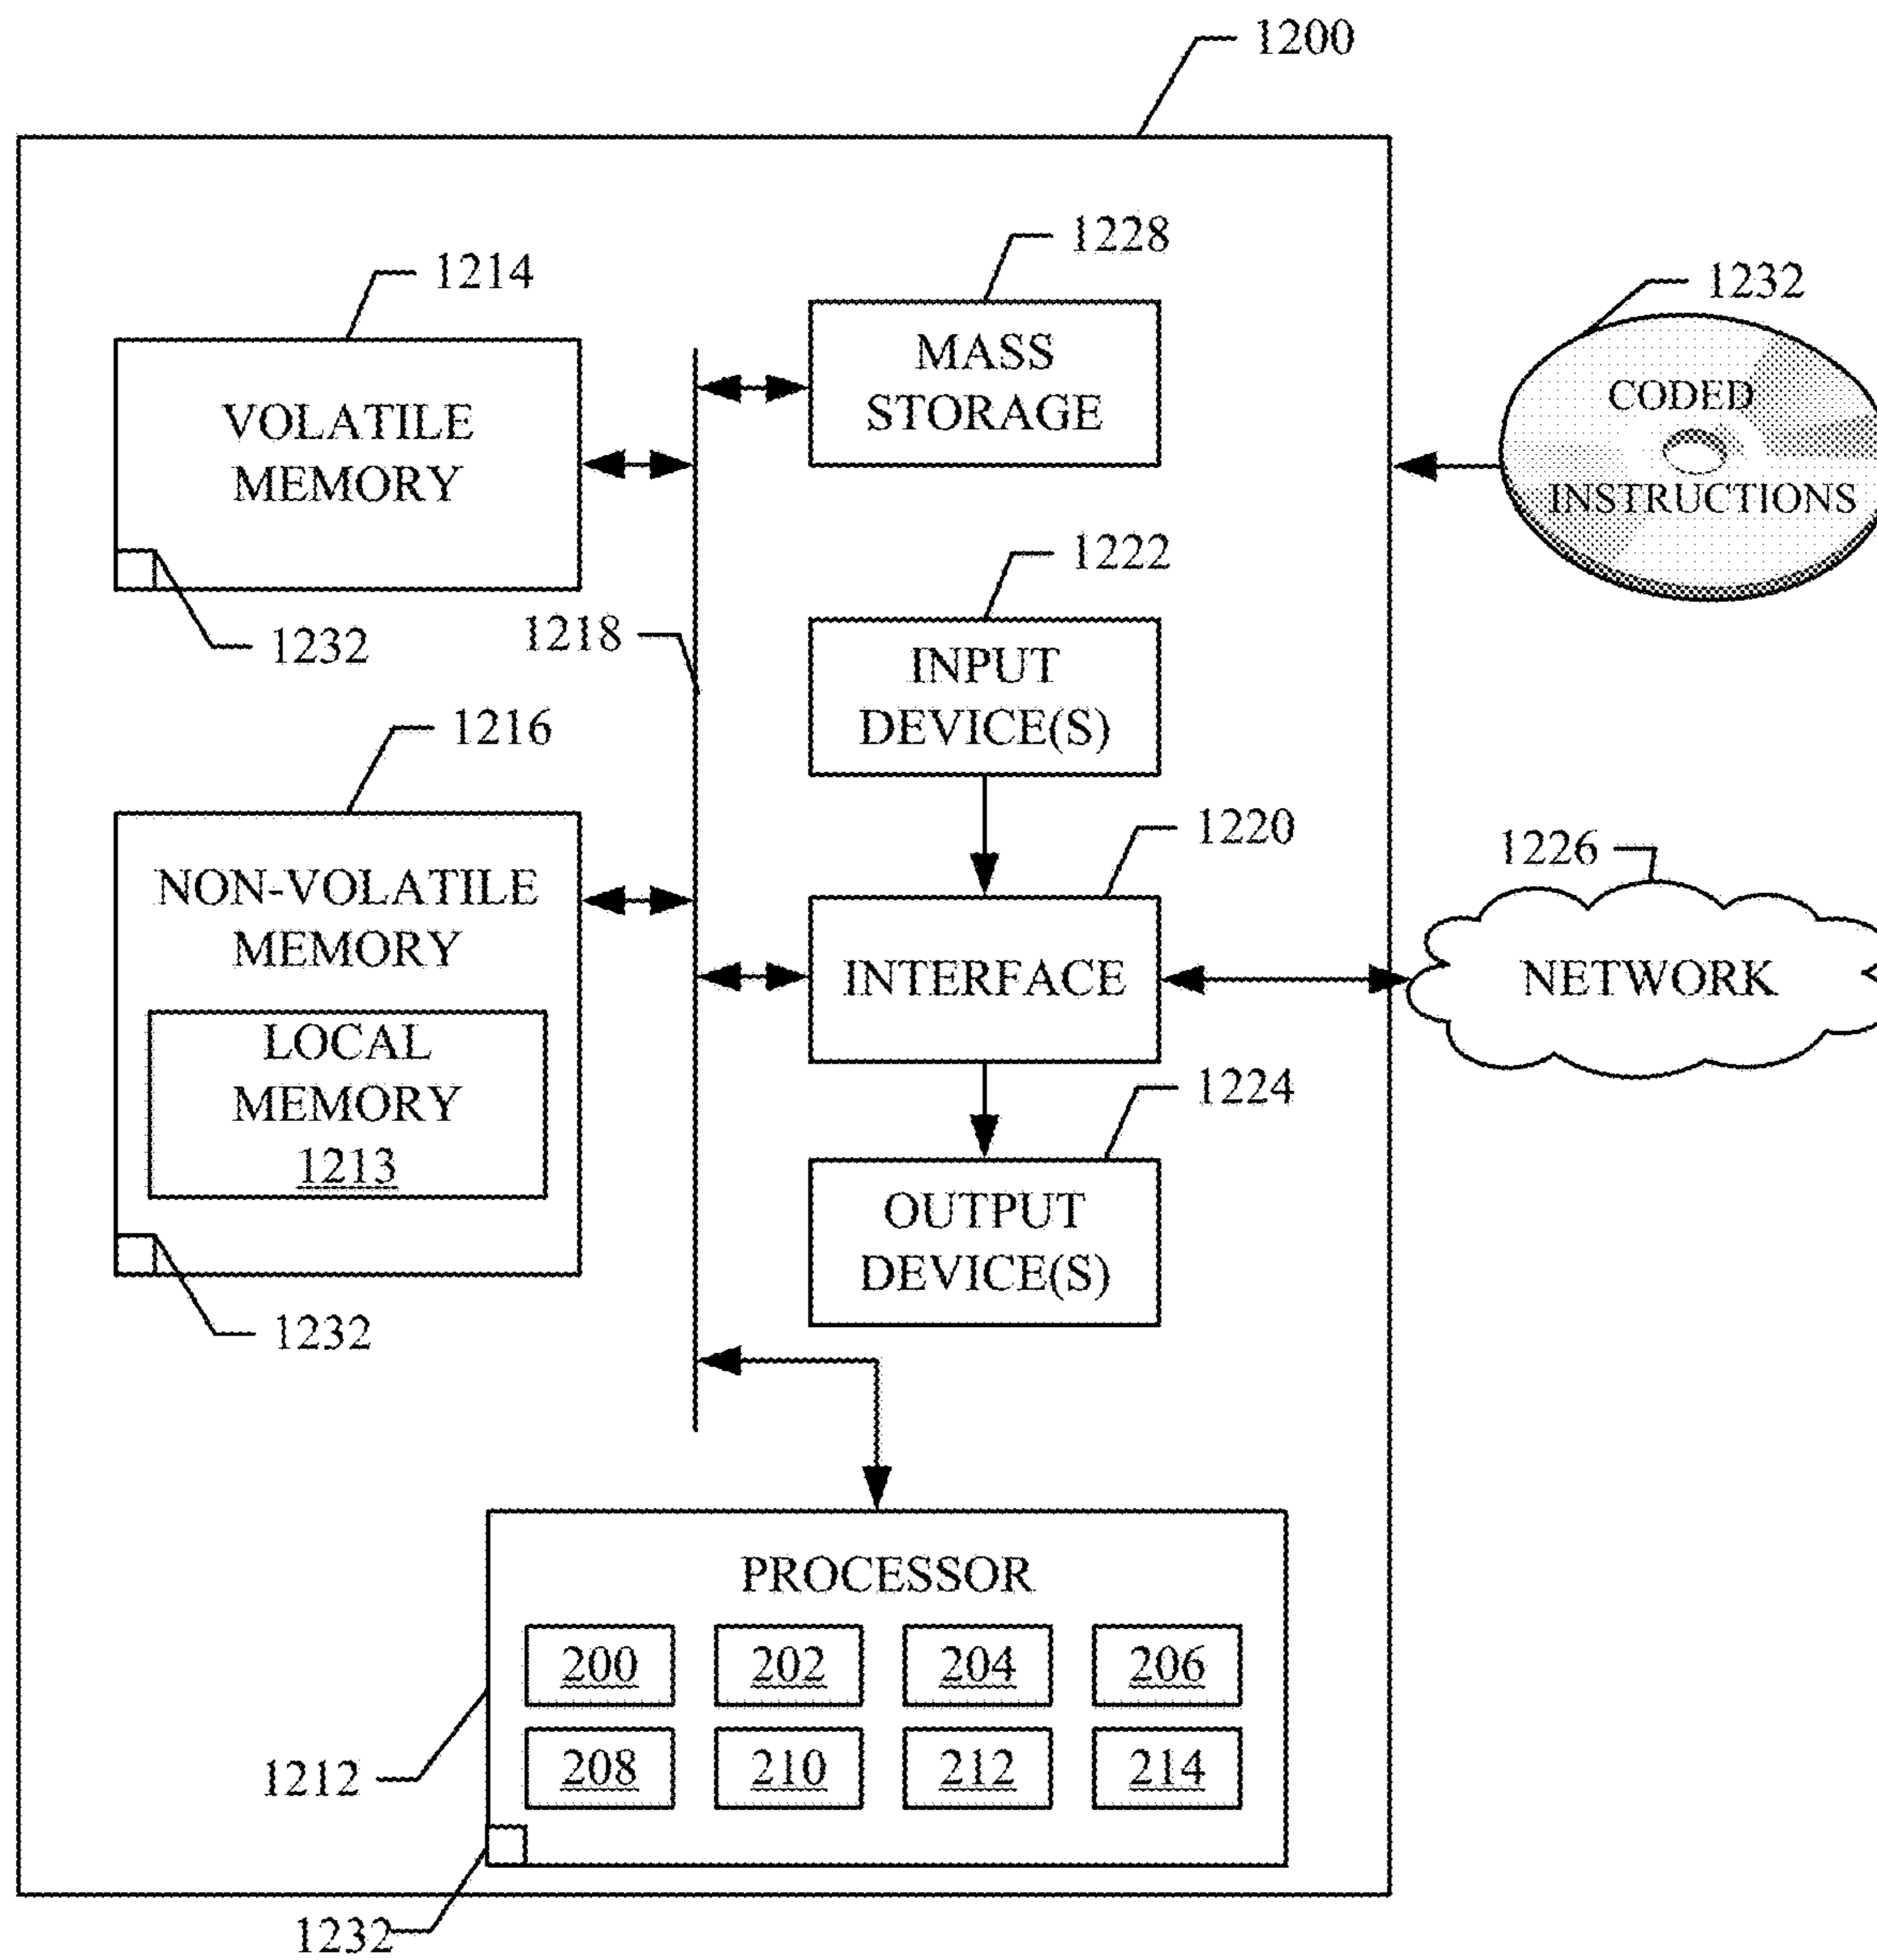 1200
1228
1214
1232
MASS
STORAGE
CODED
INSTRUCTIONS
VOLATILE
MEMORY
1222
1218
1232
INPUT
DEVICE(S)
1216
1220
1226
NON-VOLATILE
MEMORY
INTERFACE
NETWORK
LOCAL
MEMORY
1213
1224
OUTPUT
DEVICE(S)
1232
PROCESSOR
200 202 204 206
208 210 212 214
1212
1232